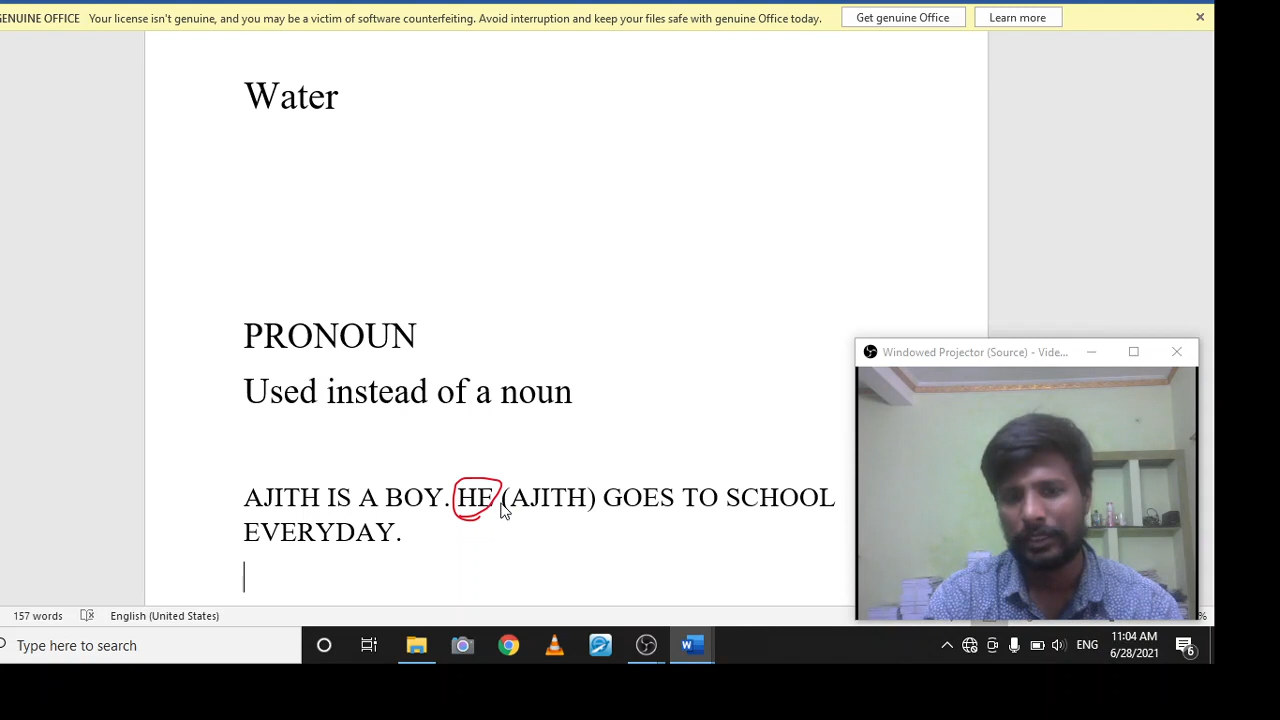 GENUINE OFFICE Your license isn't genuine, and you may be a victim of software counterfeiting. Avoid interruption and keep your files safe with genuine Office today. Get genuine Office Learn more
Water
PRONOUN
Windowed Projector (Source) - Vide...
Used instead of a noun
AJITH IS A BOY. HE (AJITH) GOES TO SCHOOL
EVERYDAY.
157 words English (United States) %
Type here to search
ENG
11:04 AM
6/28/2021
6